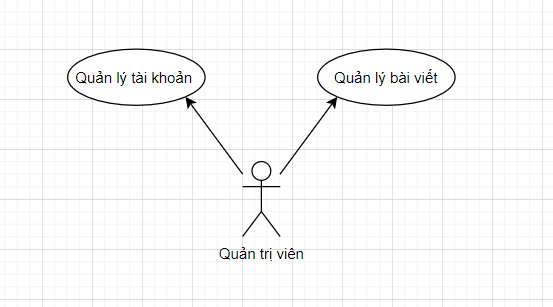 Quản lý tài khoản
Quản lý bài viết
Quản trị viên